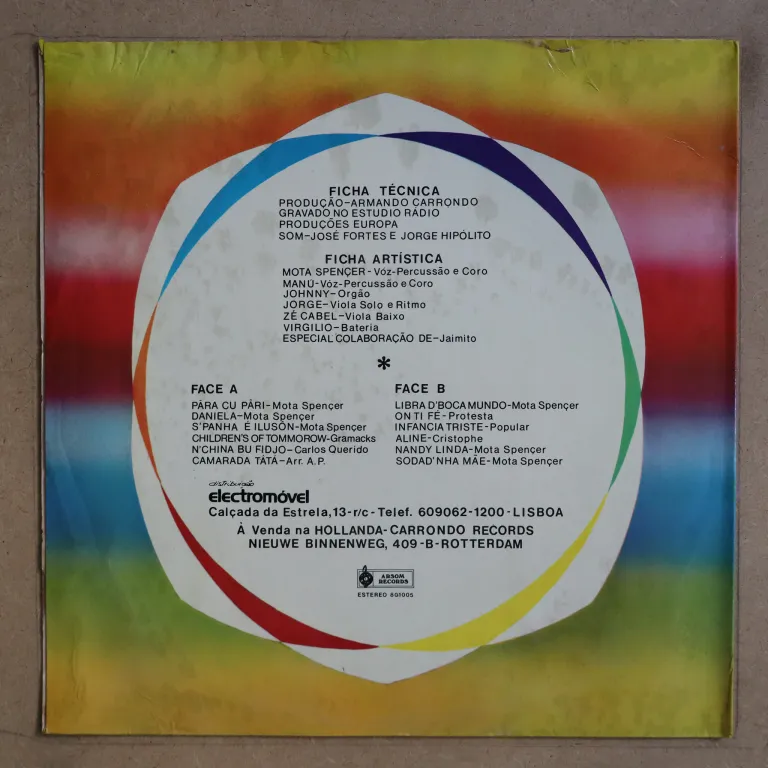 FICHA TÉCNICA
PRODUÇÃO-ARMANDO CARRONDO
GRAVADO NO ESTUDIO RÁDIO
PRODUCÕES EUROPA
SOM-JOSÉ FORTES E JORGE HIPÓLITO
FICHA ARTÍSTICA
MOTA SPENÇER-Vóz-Percussão e Coro
MANÚ-Vóz-Percussão e Coro
JOHNNY-Orgão
JORGE-Viola Solo e Ritmo
ZÉ CABEL-Viola Baixo
VIRGILIO-Bateria
ESPECIAL COLABORAÇÃO DE-Jaimito
*
FACE A
PÁRA CU PÁRI-Mota Spençer
DANIELA-Mota Spençer
S'PANHA É ILUSÓN-Mota Spençer
CHILDREN'S OF TOMMOROW-Gramacks
N'CHINA BU FIDJO-Carlos Querido
CAMARADA TÁTÁ-Arr. A.P.
FACE B
LIBRA D'BOCA MUNDO-Mota Spençer
ON TI FÉ-Protesta
INFANCIA TRISTE-Popular
ALINE-Cristophe
NANDY LINDA-Mota Spençer
SODAD'NHA MÃE-Mota Spençer
distribuição
electromóvel
Calçada da Estrela,13-r/c-Telef. 609062-1200-LISBOA
À Venda na HOLLANDA-CARRONDO RECORDS
NIEUWE BINNENWEG, 409-B-ROTTERDAM
ARSOM
RECORDS
ESTEREO 8G1005